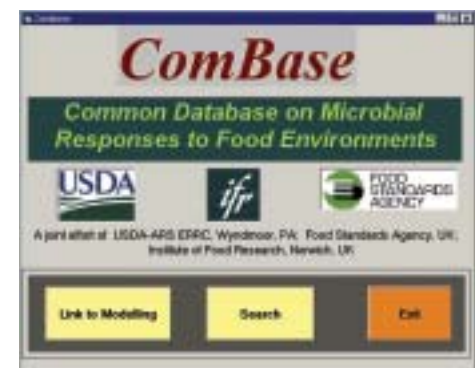 ComBase
ComBase
Common Database on Microbial
Responses to Food Environments
USDA
ifr
FOOD
STANDARDS
AGENCY
A joint effort of USDA-ARS ERRC, Wyndmoor, PA; Food Standards Agency, UK;
Institute of Food Research, Norwich, UK
Link to Modelling
Search
Exit